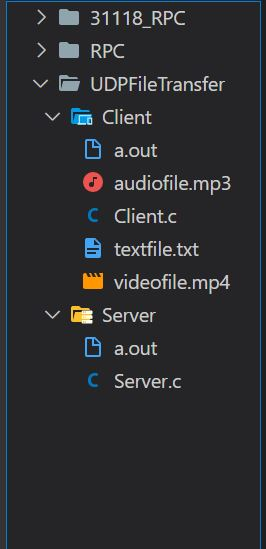 31118_RPC
RPC
UDPFileTransfer
Client
a.out
audiofile.mp3
C Client.c
textfile.txt
videofile.mp4
Server
a.out
C Server.c